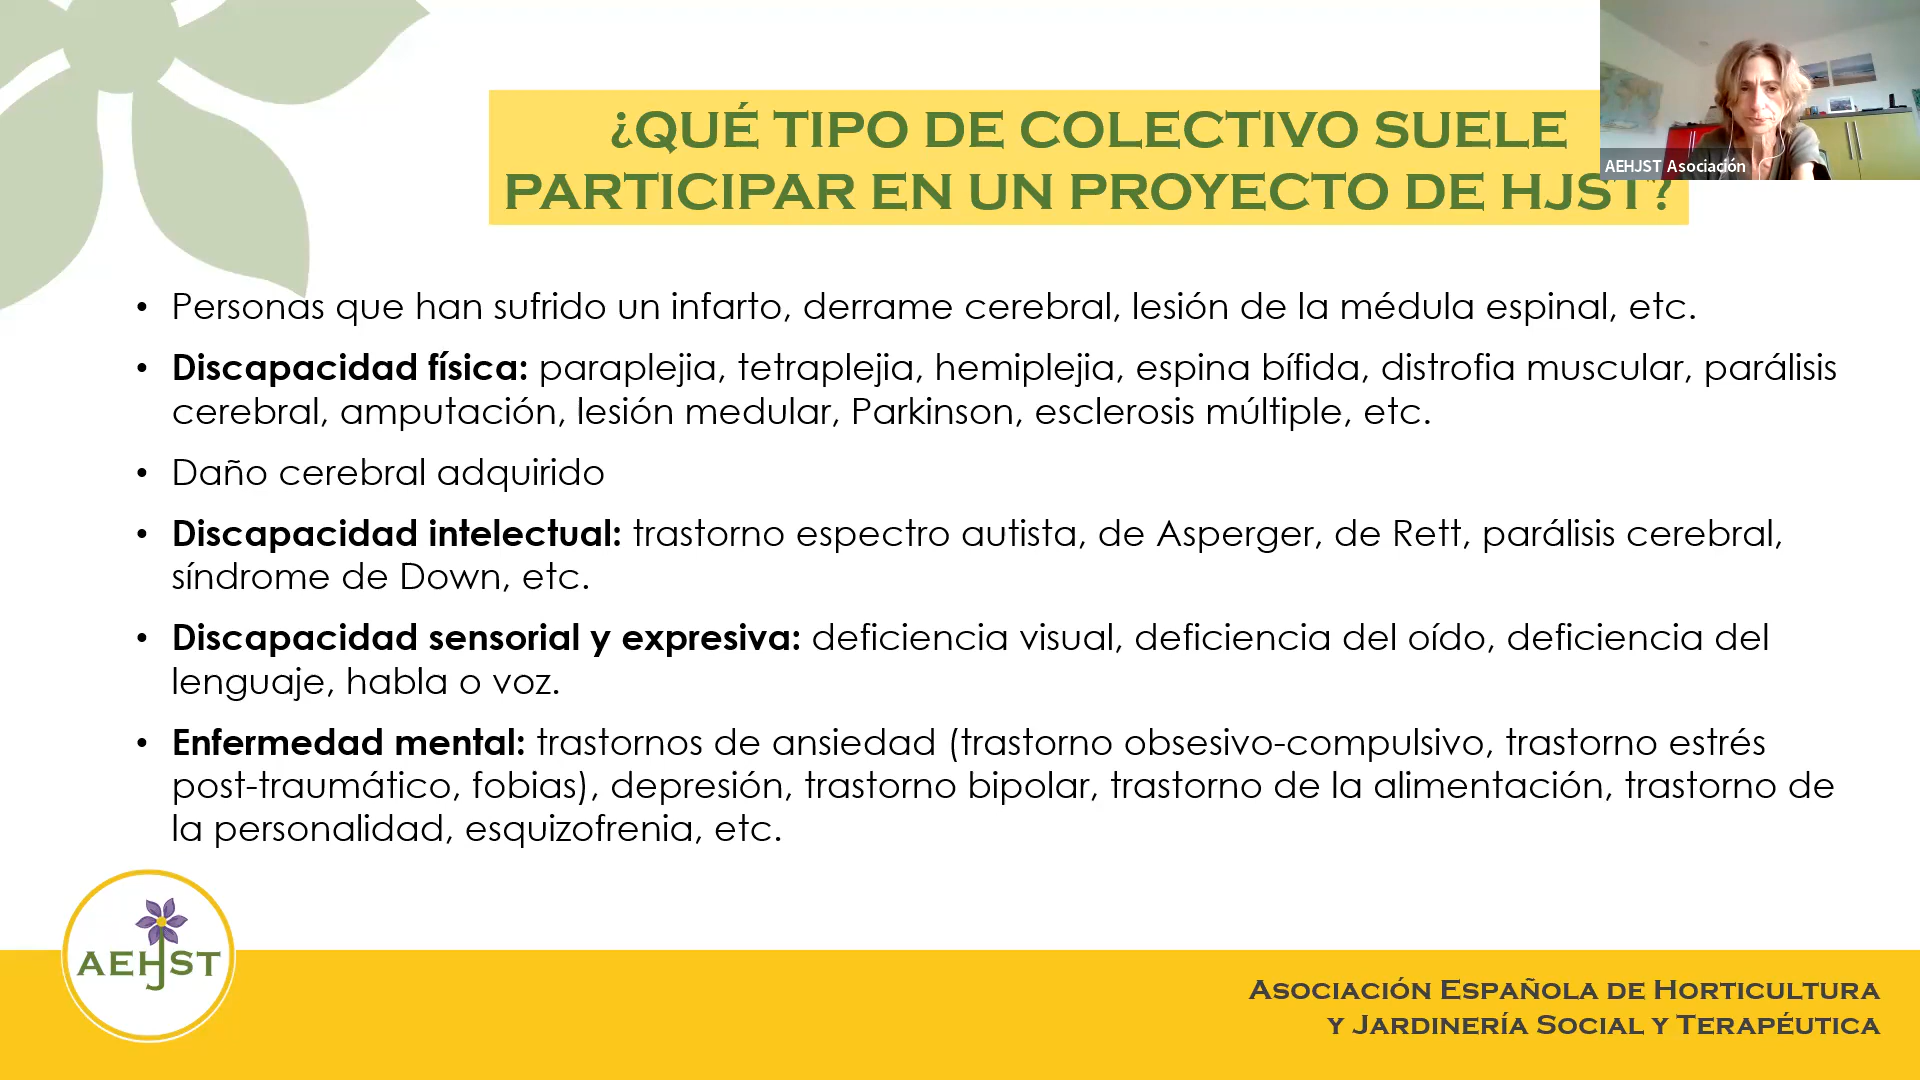 ¿QUÉ TIPO DE COLECTIVO SUELE
PARTICIPAR EN UN PROYECTO DE HJST?
AEHJST Asociación
• Personas que han sufrido un infarto, derrame cerebral, lesión de la médula espinal, etc.
• Discapacidad física: paraplejia, tetraplejia, hemiplejia, espina bífida, distrofia muscular, parálisis
cerebral, amputación, lesión medular, Parkinson, esclerosis múltiple, etc.
• Daño cerebral adquirido
• Discapacidad intelectual: trastorno espectro autista, de Asperger, de Rett, parálisis cerebral,
síndrome de Down, etc.
• Discapacidad sensorial y expresiva: deficiencia visual, deficiencia del oído, deficiencia del
lenguaje, habla o voz.
• Enfermedad mental: trastornos de ansiedad (trastorno obsesivo-compulsivo, trastorno estrés
post-traumático, fobias), depresión, trastorno bipolar, trastorno de la alimentación, trastorno de
la personalidad, esquizofrenia, etc.
AEHJST
ASOCIACIÓN ESPAÑOLA DE HORTICULTURA
Y JARDINERÍA SOCIAL Y TERAPÉUTICA